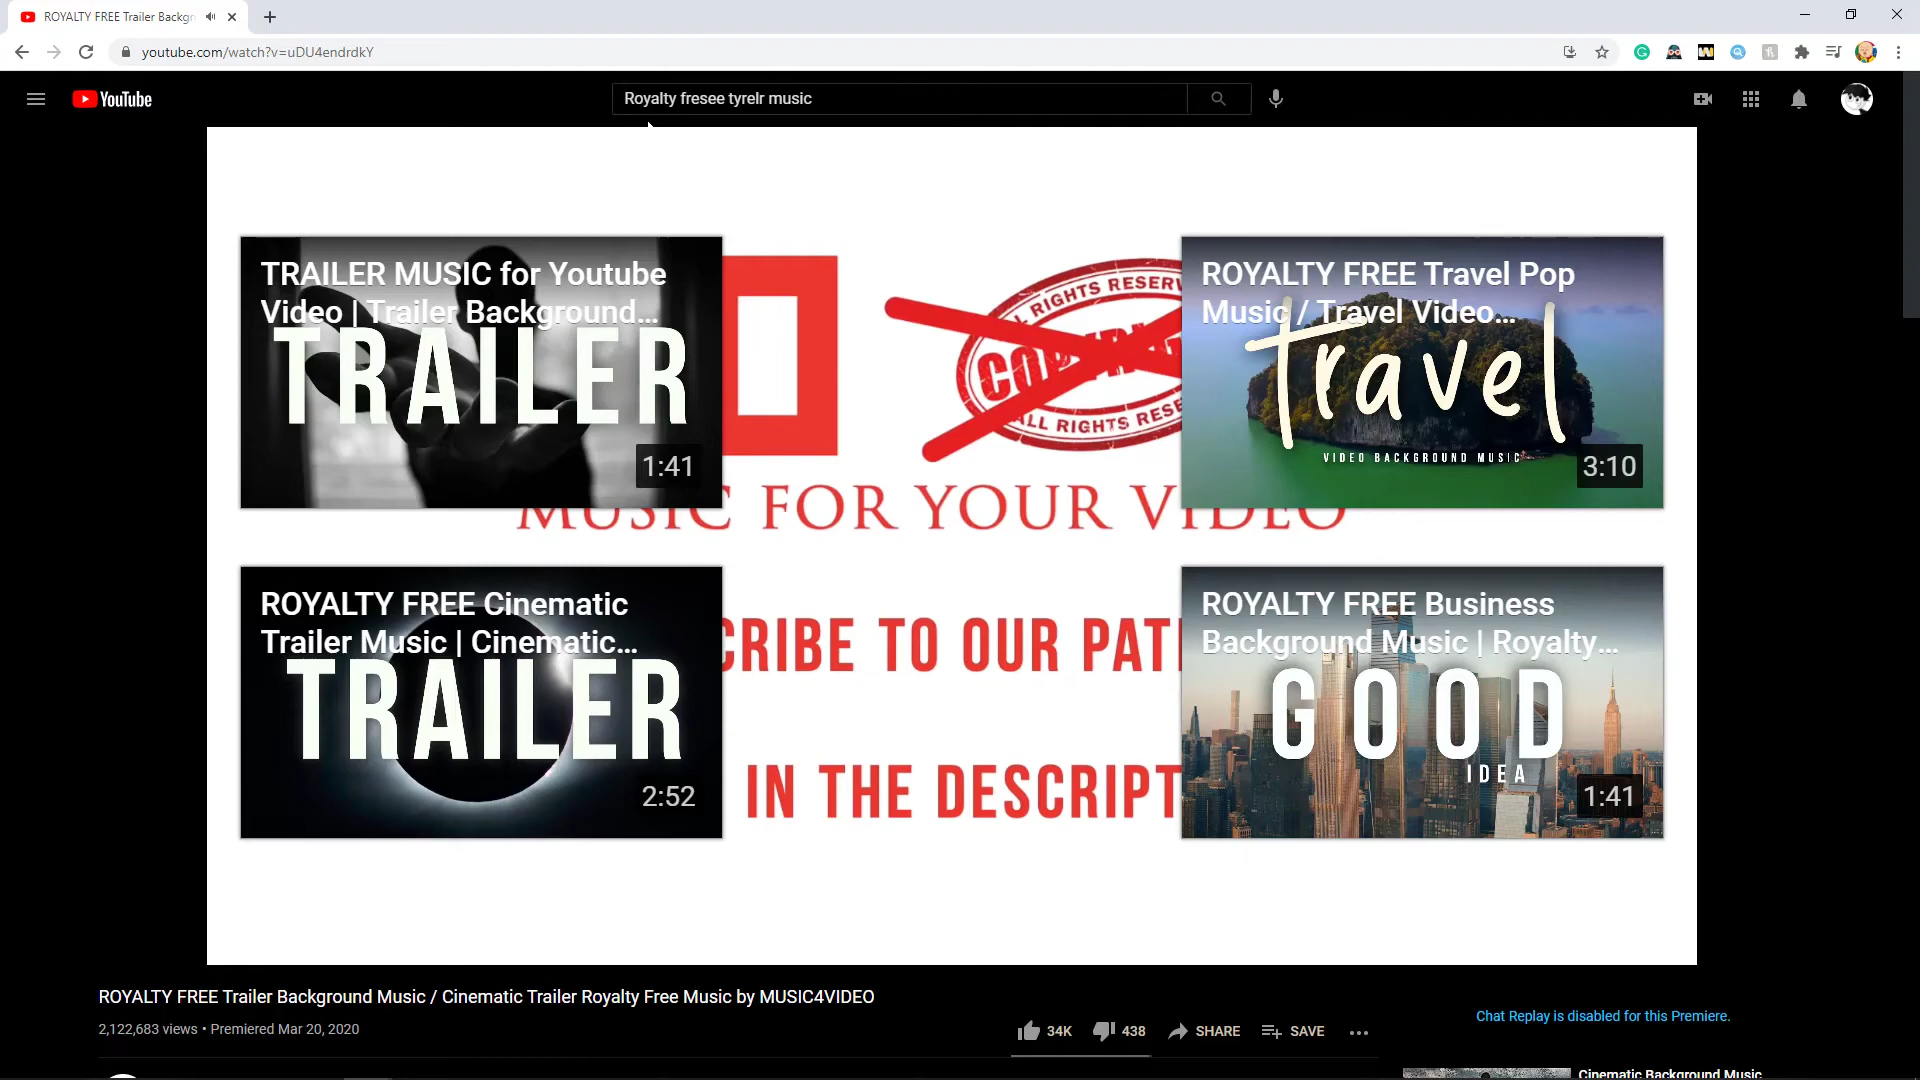 ROYALTY FREE Trailer Backgr
youtube.com/watch?v=uDU4endrdkY
YouTube
Royalty fresee tyrelr music
TRAILER MUSIC for Youtube
Video | Trailer Background...
TRAILER
1:41
ALL RIGHTS RESE
ROYALTY FREE Travel Pop
Music / Travel Video...
Travel
VIDEO BACKGROUND MUSIC
3:10
MUSIC FOR YOUR VIDEO
ROYALTY FREE Cinematic
Trailer Music | Cinematic...
TRAILER
2:52
CRIBE TO OUR PAT
IN THE DESCRIPT
ROYALTY FREE Business
Background Music | Royalty...
GOOD
IDEA
1:41
ROYALTY FREE Trailer Background Music / Cinematic Trailer Royalty Free Music by MUSIC4VIDEO
2,122,683 views • Premiered Mar 20, 2020
34K
438
SHARE
SAVE
Chat Replay is disabled for this Premiere.
Cinematic Background Music